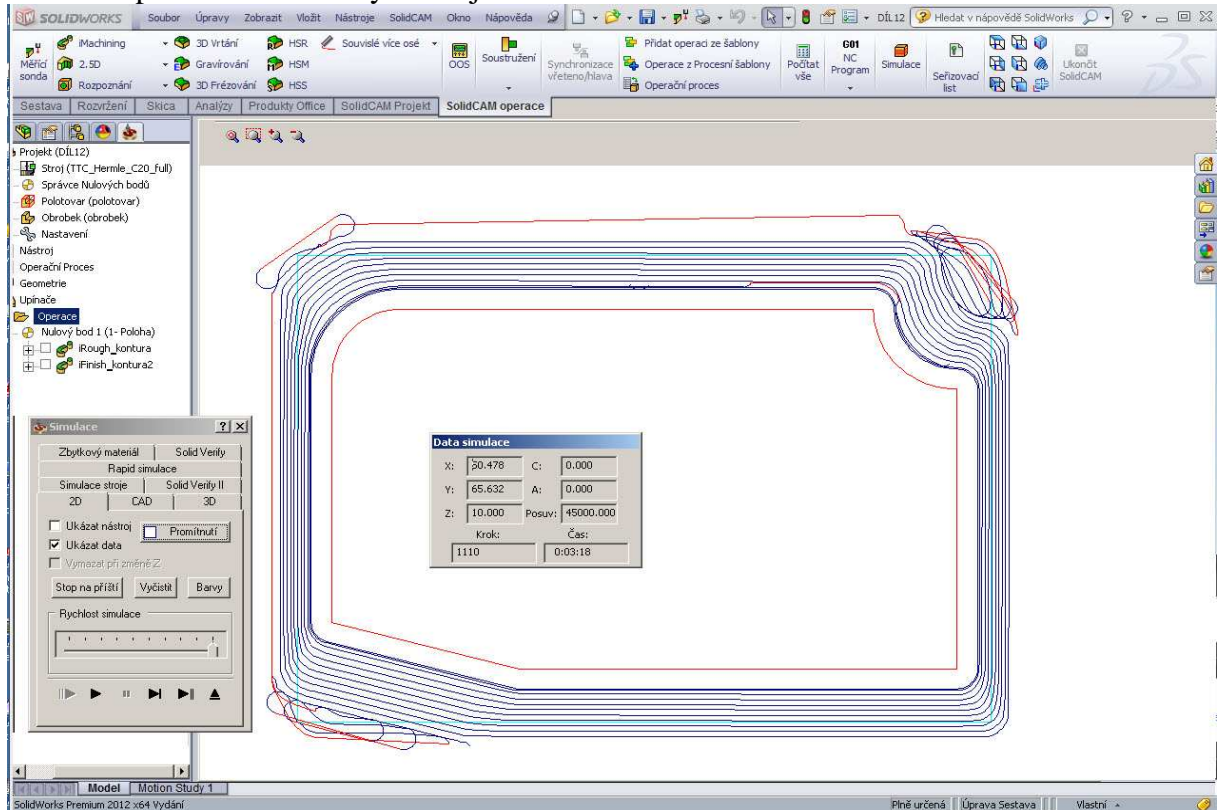 SOLIDWORKS Soubor Úpravy Zobrazit Vložit Nástroje SolidCAM Okno Nápověda DÍL12 Hledat v nápovědě SolidWorks
iMachining 3D Vrtání HSR Souvislé více osé Přidat operaci ze šablony G01
Měřící sonda 2.5D Gravírování HSM OOS Soustružení Synchronizace vřeteno/hlava Operace z Procesní šablony Počítat vše NC Program Simulace Seřizovací list Ukončit SolidCAM
Rozpoznání 3D Frézování HSS Operační proces
Sestava Rozvržení Skica Analýzy Produkty Office SolidCAM Projekt SolidCAM operace
Projekt (DÍL12)
Stroj (TTC_Hermle_C20_full)
Správce Nulových bodů
Polotovar (polotovar)
Obrobek (obrobek)
Nastavení
Nástroj
Operační Proces
Geometrie
Upínače
Operace
Nulový bod 1 (1- Poloha)
iRough_kontura
iFinish_kontura2
Simulace
Zbytkový materiál Solid Verify
Rapid simulace
Simulace stroje Solid Verify II
2D CAD 3D
Ukázat nástroj Promítnutí
Ukázat data
Vymazat při změně Z
Stop na příští Vyčistit Barvy
Rychlost simulace
Data simulace
X: 50.478 C: 0.000
Y: 65.632 A: 0.000
Z: 10.000 Posuv: 45000.000
Krok: Čas:
1110 0:03:18
Model Motion Study 1
SolidWorks Premium 2012 x64 Vydání Plně určená Úprava Sestava Vlastní